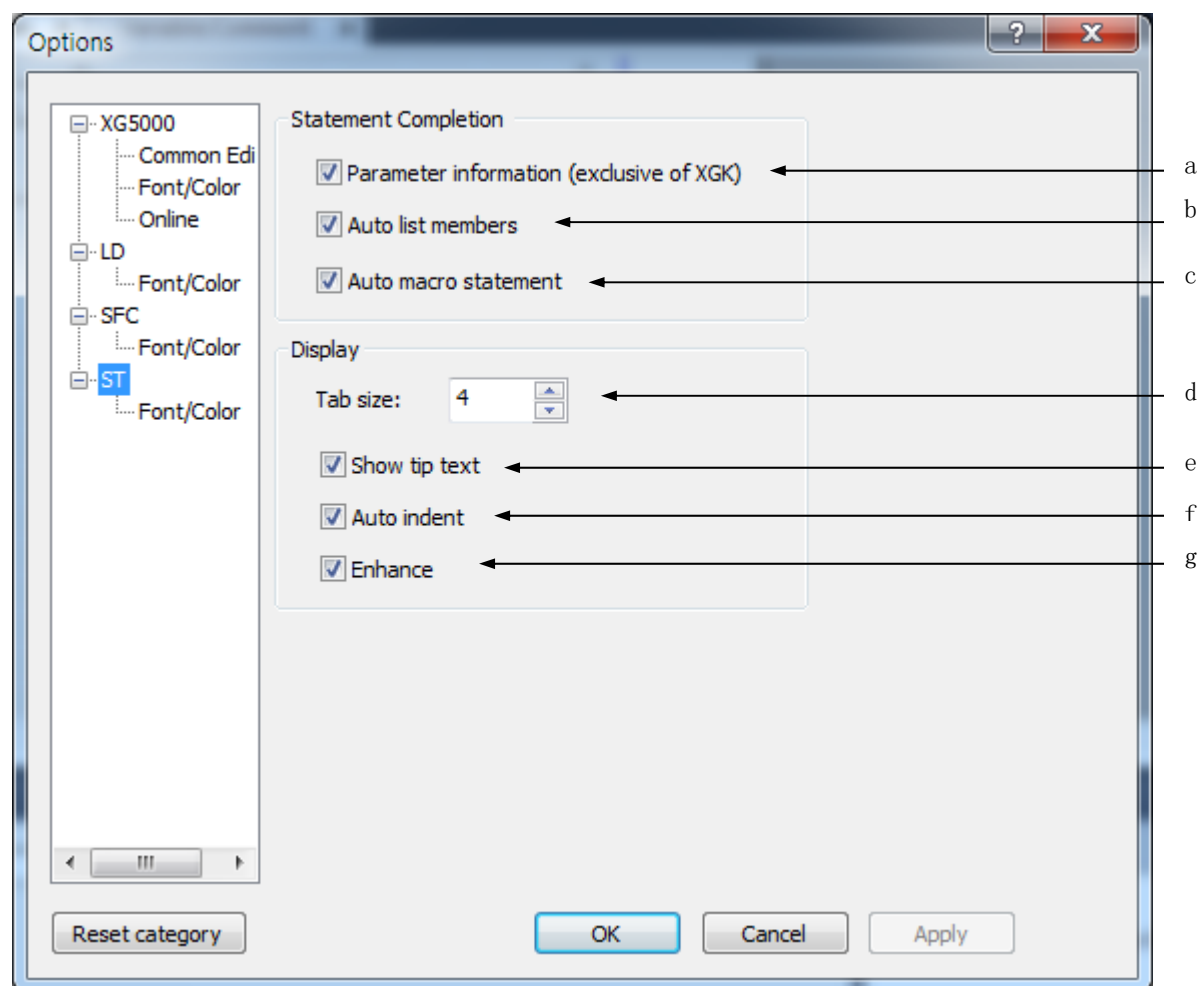 Options
XG5000
Common Edi
Font/Color
Online
LD
Font/Color
SFC
Font/Color
ST
Font/Color
Statement Completion
Parameter information (exclusive of XGK)
Auto list members
Auto macro statement
Display
Tab size: 4
Show tip text
Auto indent
Enhance
a
b
c
d
e
f
g
Reset category
OK
Cancel
Apply